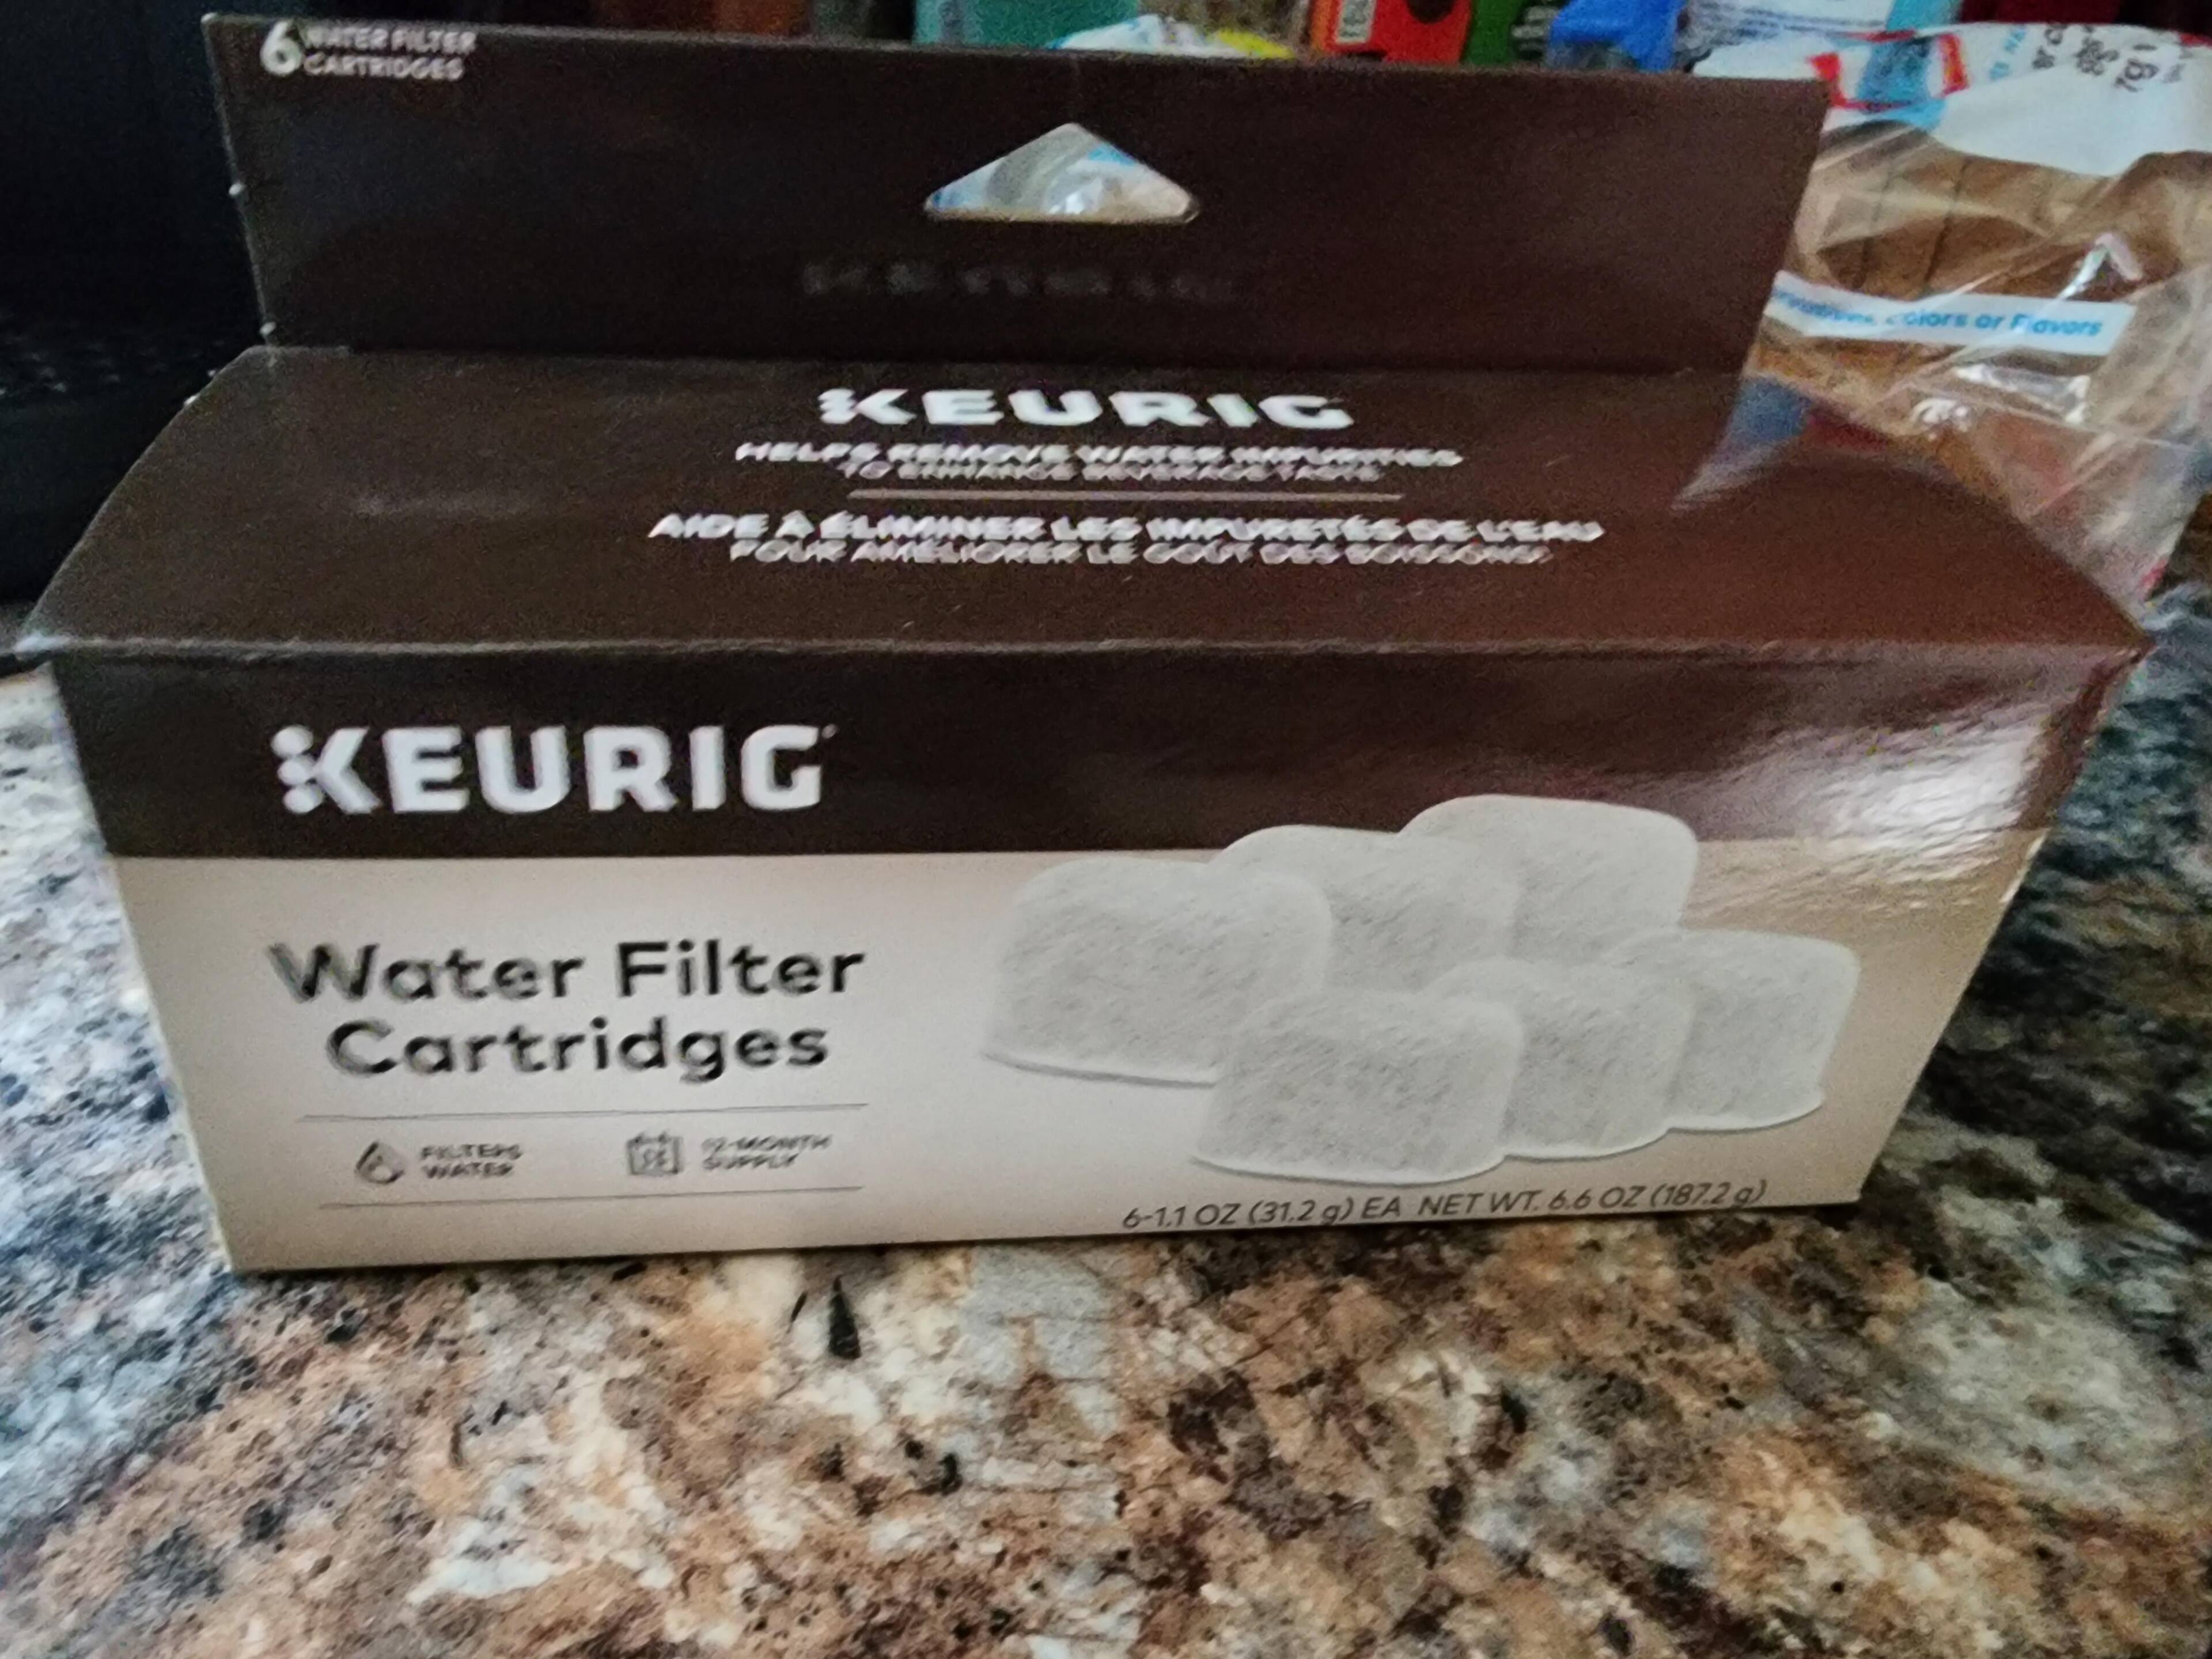 6 WATER FILTER
CARTRIDGES
KEURIG
HELPS REMOVE WATER IMPURITIES
TO ENHANCE BEVERAGE TASTE
AIDE À ÉLIMINER LES IMPURETÉS DE L'EAU
POUR AMÉLIORER LE GOÛT DES BOISSONS!
KEURIG
Water Filter
Cartridges
FILTERS
WATER
12-MONTH
SUPPLY
6-1.1 OZ (31.2 g) EA NET WT. 6.6 OZ (187.2 g)
Colors or Flavors